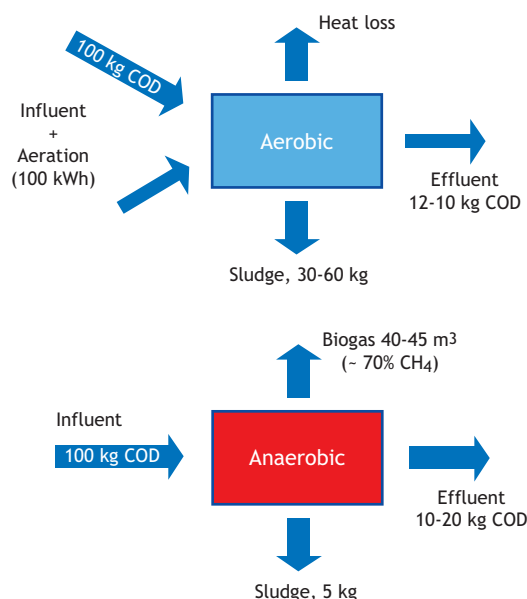 Heat loss
100 kg COD
Influent
+
Aeration
(100 kWh)
Aerobic
Effluent
12-10 kg COD
Sludge, 30-60 kg
Biogas 40-45 m³
(~ 70% CH4)
Influent
100 kg COD
Anaerobic
Effluent
10-20 kg COD
Sludge, 5 kg